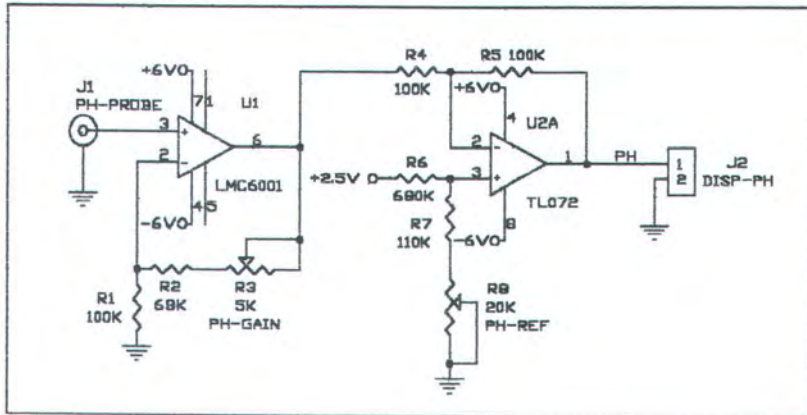 J1
PH-PROBE
+6V
7
1
U1
3
+
6
2
-
LMC6001
-6V
4
5
R1
100K
R2
68K
R3
5K
PH-GAIN
R4
100K
R5 100K
+6V
4
U2A
2
-
+2.5V
R6
680K
3
+
1
TL072
R7
110K
-6V
8
R8
20K
PH-REF
PH
1
2
J2
DISP-PH